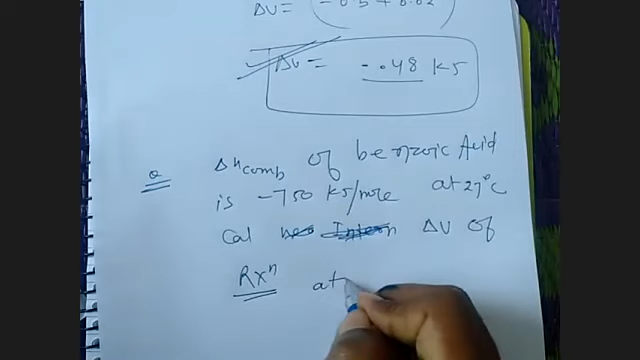 ΔU = (-0.5 + 0.02)
ΔU = -.48 KJ
Q ΔHcomb of benzoic Acid
is -750 KJ/mole at 27°C
Cal ΔU of
Rxⁿ at